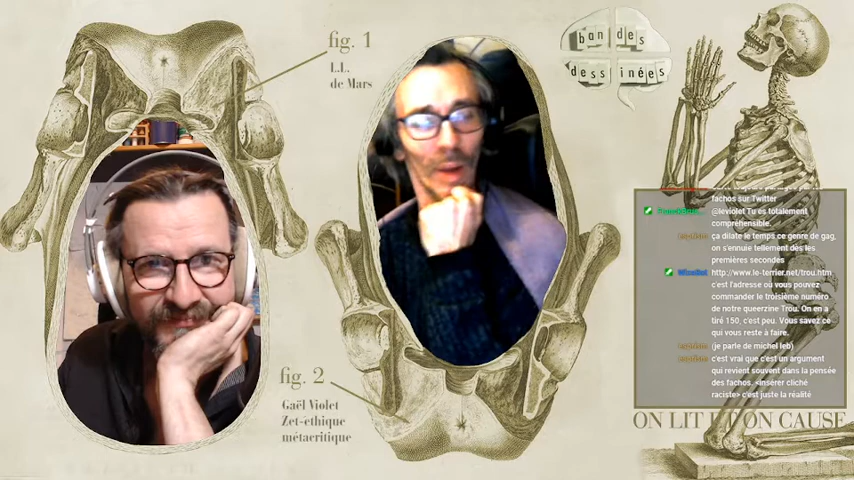 fig. 1
L.L.
de Mars
ban des
dess inées
fachos sur Twitter
@leviolet Tu es totalement
compréhensible.
ça dilate le temps ce genre de gag,
on s'ennuie tellement dès les
premières secondes
http://www.le-terrier.net/trou.htm
c'est l'adresse où vous pouvez
commander le troisième numéro
de notre queerzine Trou. On en a
tiré 150, c'est peu. Vous savez ce
qui vous reste à faire.
(je parle de michel leb)
c'est vrai que c'est un argument
qui revient souvent dans la pensée
des fachos. <insérer cliché
raciste> c'est juste la réalité
fig. 2
Gaël Violet
Zet-ethique
métacritique
ON LIT ET ON CAUSE